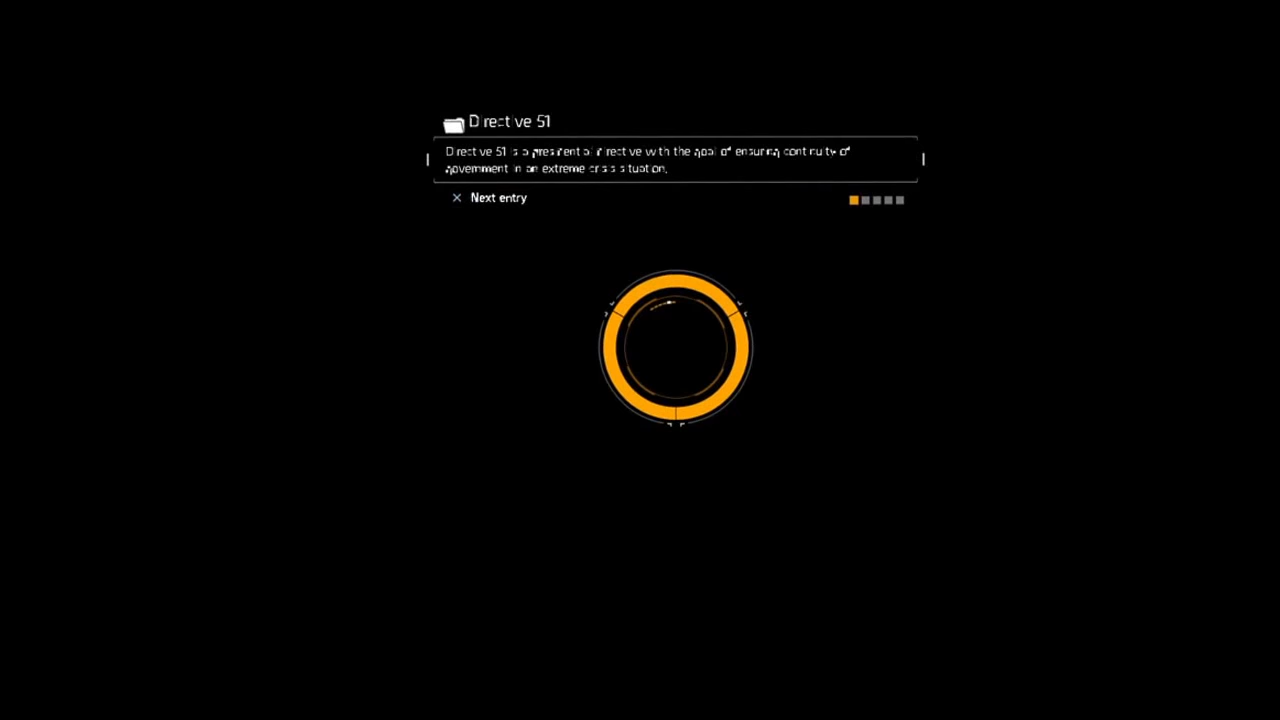 Directive 51
Directive 51 is a presidential directive with the goal of ensuring continuity of
government in an extreme crisis situation.
Next entry